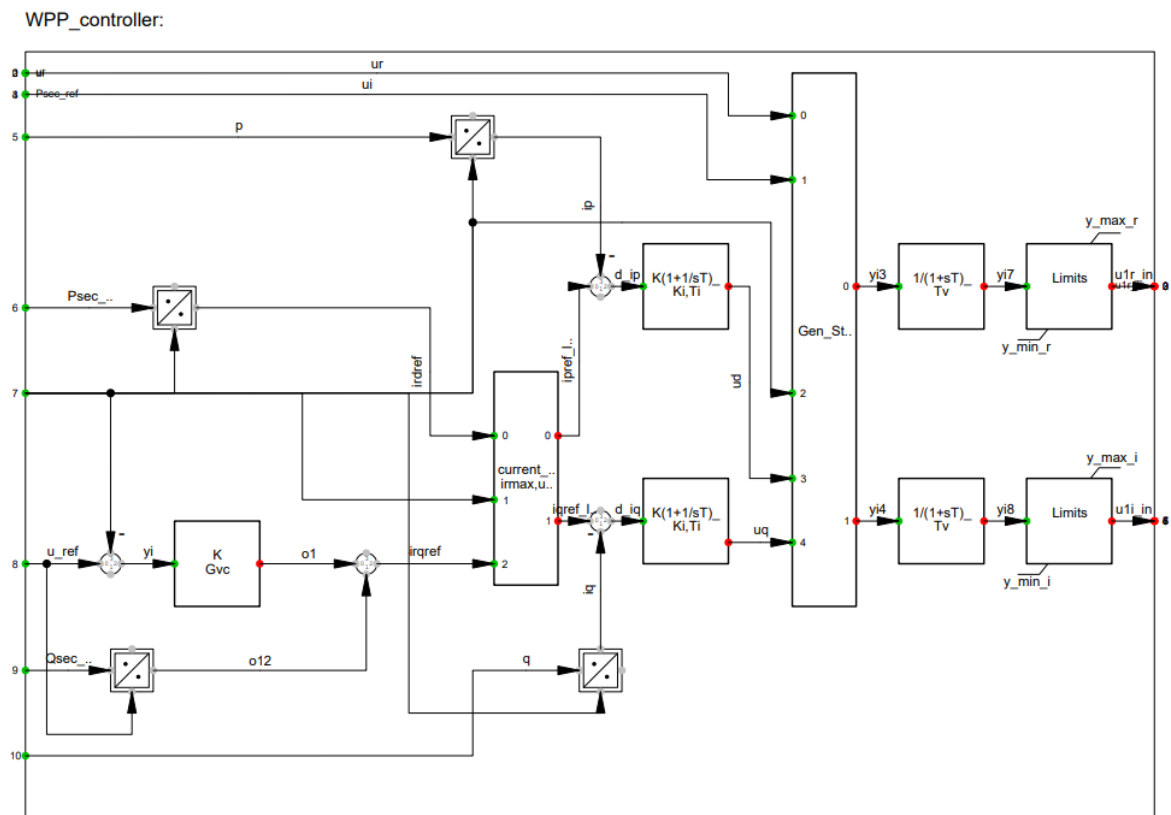 WPP_controller:
ur
ur
ui
Psec_ref
5
p
0
1
ip
y_max_r
d_ip
K(1+1/sT)_
Ki,Ti
0
yi3
1/(1+sT)_
Tv
yi7
Limits
u1r_in
y_min_r
Gen_St..
6
Psec_..
irdref
ipref_l..
ud
7
2
0
0
current_..
irmax,u..
1
3
y_max_i
iqref_l..
1
d_iq
K(1+1/sT)_
Ki,Ti
uq
4
1
yi4
1/(1+sT)_
Tv
yi8
Limits
u1i_in
y_min_i
8
u_ref
yi
K
Gvc
o1
irqref
2
iq
9
Qsec_..
o12
q
10